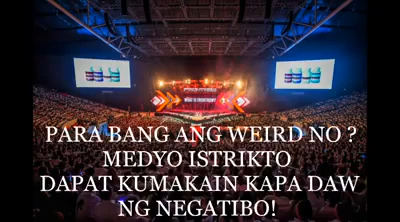 PARA BANG ANG WEIRD NO ?
MEDYO ISTRIKTO
DAPAT KUMAKAIN KAPA DAW
NG NEGATIBO!